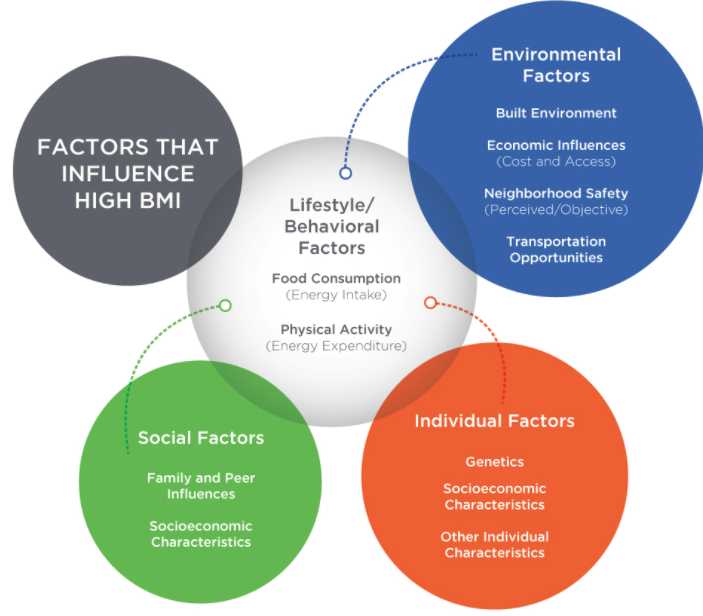 FACTORS THAT
INFLUENCE
HIGH BMI
Environmental
Factors
Built Environment
Economic Influences
(Cost and Access)
Neighborhood Safety
(Perceived/Objective)
Transportation
Opportunities
Lifestyle/
Behavioral
Factors
Food Consumption
(Energy Intake)
Physical Activity
(Energy Expenditure)
Social Factors
Family and Peer
Influences
Socioeconomic
Characteristics
Individual Factors
Genetics
Socioeconomic
Characteristics
Other Individual
Characteristics